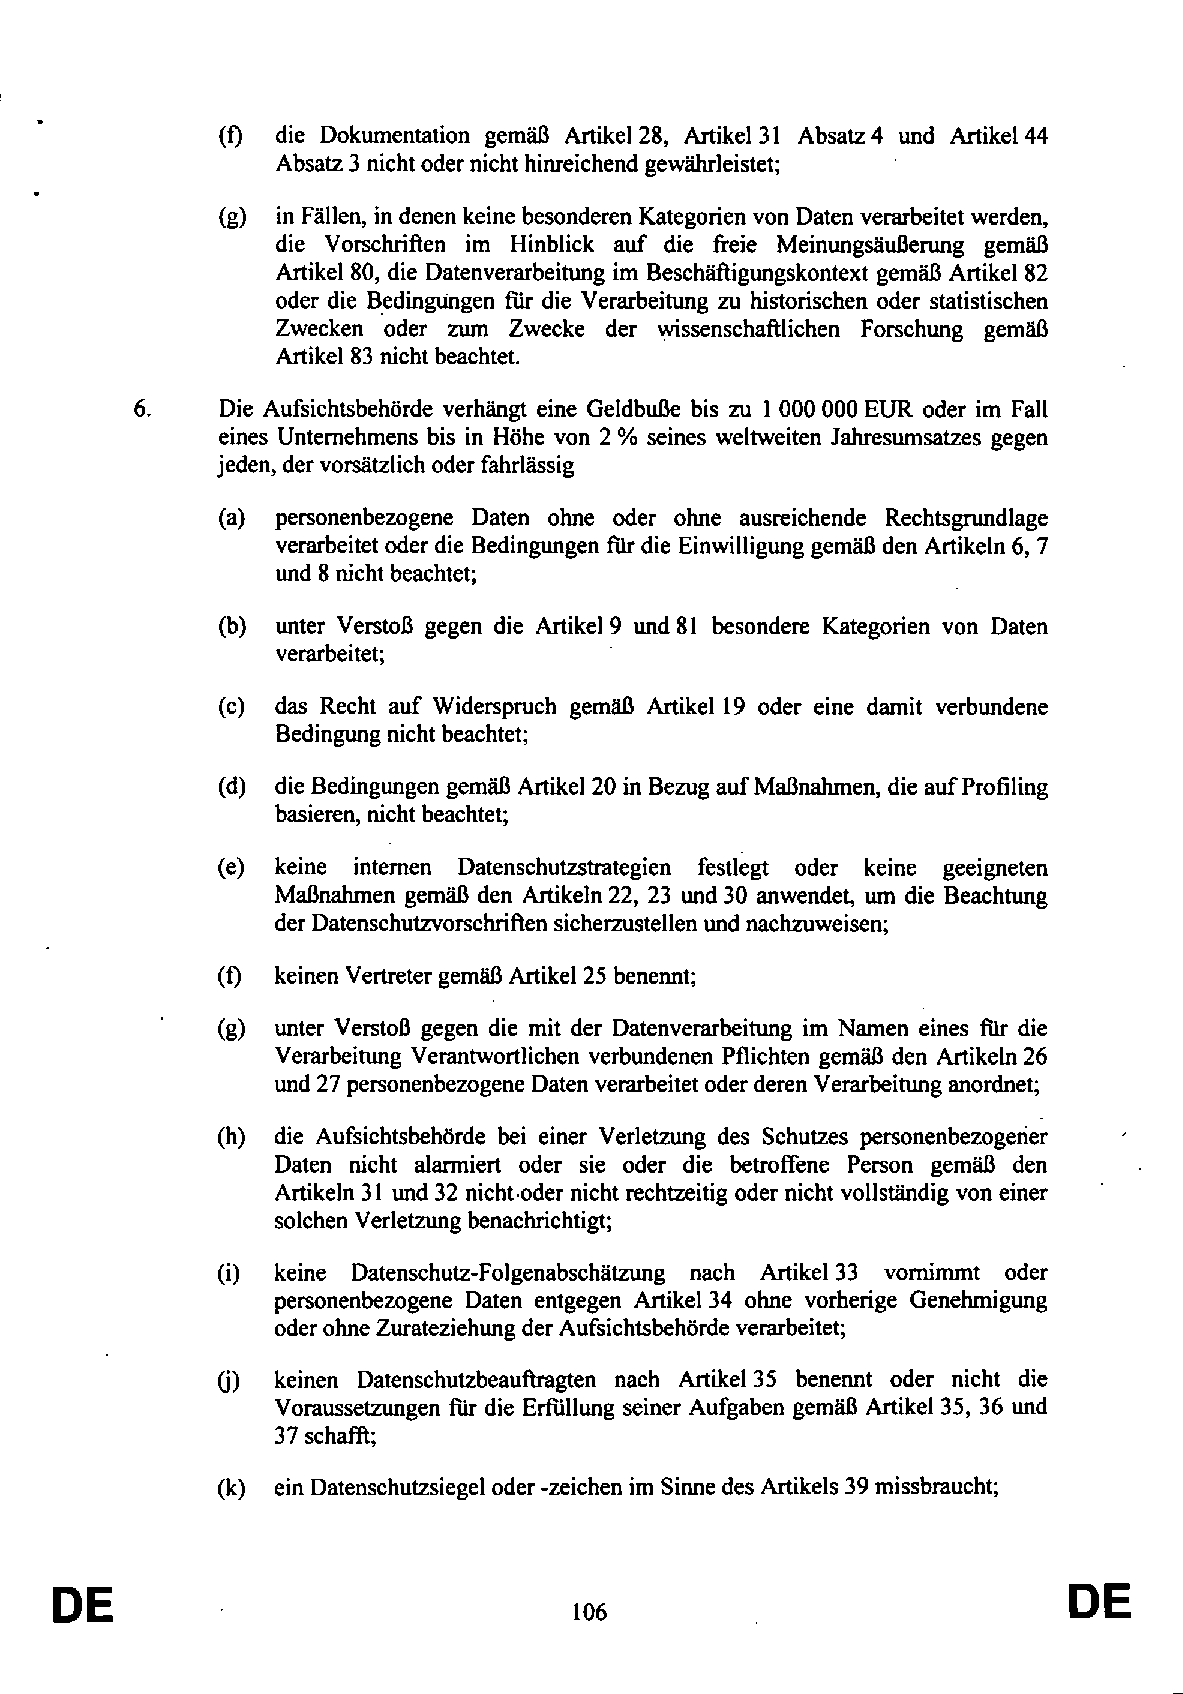 (f) die Dokumentation gemäß Artikel 28, Artikel 31 Absatz 4 und Artikel 44
Absatz 3 nicht oder nicht hinreichend gewährleistet;
(g) in Fällen, in denen keine besonderen Kategorien von Daten verarbeitet werden,
die Vorschriften im Hinblick auf die freie Meinungsäußerung gemäß
Artikel 80, die Datenverarbeitung im Beschäftigungskontext gemäß Artikel 82
oder die Bedingungen für die Verarbeitung zu historischen oder statistischen
Zwecken oder zum Zwecke der wissenschaftlichen Forschung gemäß
Artikel 83 nicht beachtet.
6. Die Aufsichtsbehörde verhängt eine Geldbuße bis zu 1 000 000 EUR oder im Fall
eines Unternehmens bis in Höhe von 2 % seines weltweiten Jahresumsatzes gegen
jeden, der vorsätzlich oder fahrlässig
(a) personenbezogene Daten ohne oder ohne ausreichende Rechtsgrundlage
verarbeitet oder die Bedingungen für die Einwilligung gemäß den Artikeln 6, 7
und 8 nicht beachtet;
(b) unter Verstoß gegen die Artikel 9 und 81 besondere Kategorien von Daten
verarbeitet;
(c) das Recht auf Widerspruch gemäß Artikel 19 oder eine damit verbundene
Bedingung nicht beachtet;
(d) die Bedingungen gemäß Artikel 20 in Bezug auf Maßnahmen, die auf Profiling
basieren, nicht beachtet;
(e) keine internen Datenschutzstrategien festlegt oder keine geeigneten
Maßnahmen gemäß den Artikeln 22, 23 und 30 anwendet, um die Beachtung
der Datenschutzvorschriften sicherzustellen und nachzuweisen;
(f) keinen Vertreter gemäß Artikel 25 benennt;
(g) unter Verstoß gegen die mit der Datenverarbeitung im Namen eines für die
Verarbeitung Verantwortlichen verbundenen Pflichten gemäß den Artikeln 26
und 27 personenbezogene Daten verarbeitet oder deren Verarbeitung anordnet;
(h) die Aufsichtsbehörde bei einer Verletzung des Schutzes personenbezogener
Daten nicht alarmiert oder sie oder die betroffene Person gemäß den
Artikeln 31 und 32 nicht oder nicht rechtzeitig oder nicht vollständig von einer
solchen Verletzung benachrichtigt;
(i) keine Datenschutz-Folgenabschätzung nach Artikel 33 vornimmt oder
personenbezogene Daten entgegen Artikel 34 ohne vorherige Genehmigung
oder ohne Zurateziehung der Aufsichtsbehörde verarbeitet;
(j) keinen Datenschutzbeauftragten nach Artikel 35 benennt oder nicht die
Voraussetzungen für die Erfüllung seiner Aufgaben gemäß Artikel 35, 36 und
37 schafft;
(k) ein Datenschutzsiegel oder -zeichen im Sinne des Artikels 39 missbraucht;
DE 106 DE